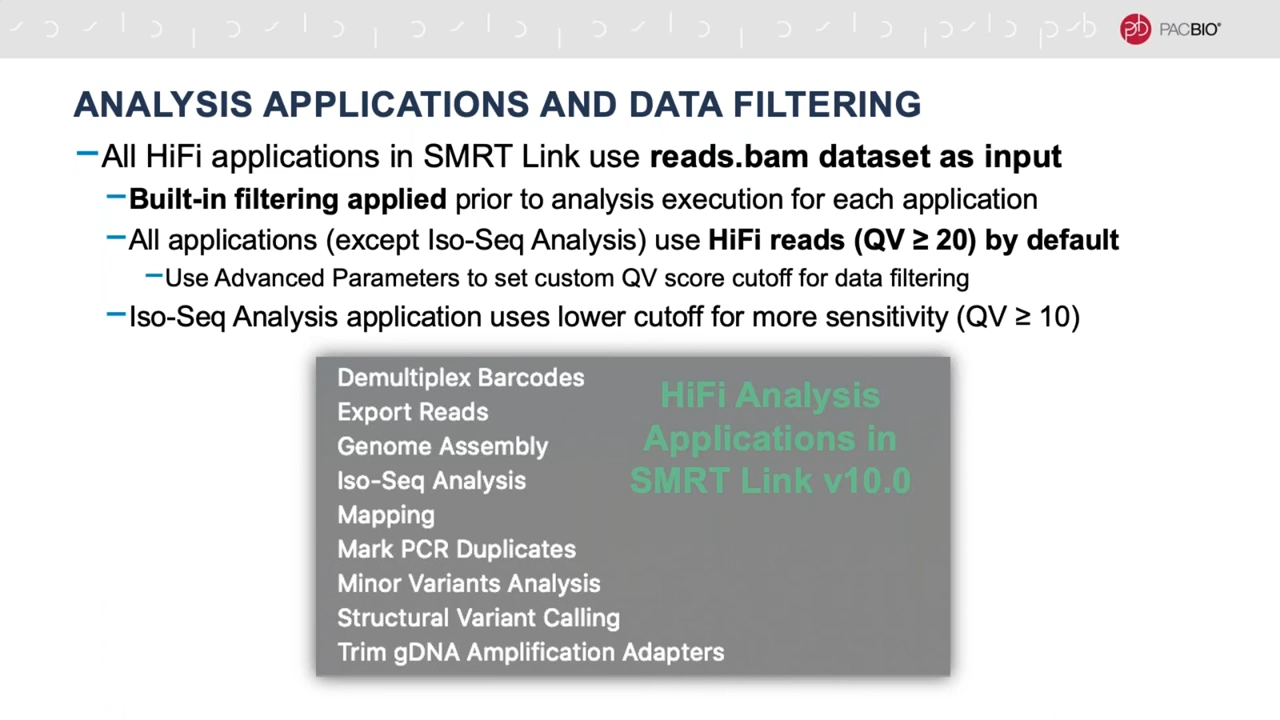 PACBIO®
ANALYSIS APPLICATIONS AND DATA FILTERING
–All HiFi applications in SMRT Link use reads.bam dataset as input
–Built-in filtering applied prior to analysis execution for each application
–All applications (except Iso-Seq Analysis) use HiFi reads (QV ≥ 20) by default
–Use Advanced Parameters to set custom QV score cutoff for data filtering
–Iso-Seq Analysis application uses lower cutoff for more sensitivity (QV ≥ 10)
Demultiplex Barcodes
Export Reads
Genome Assembly
Iso-Seq Analysis
Mapping
Mark PCR Duplicates
Minor Variants Analysis
Structural Variant Calling
Trim gDNA Amplification Adapters
HiFi Analysis
Applications in
SMRT Link v10.0